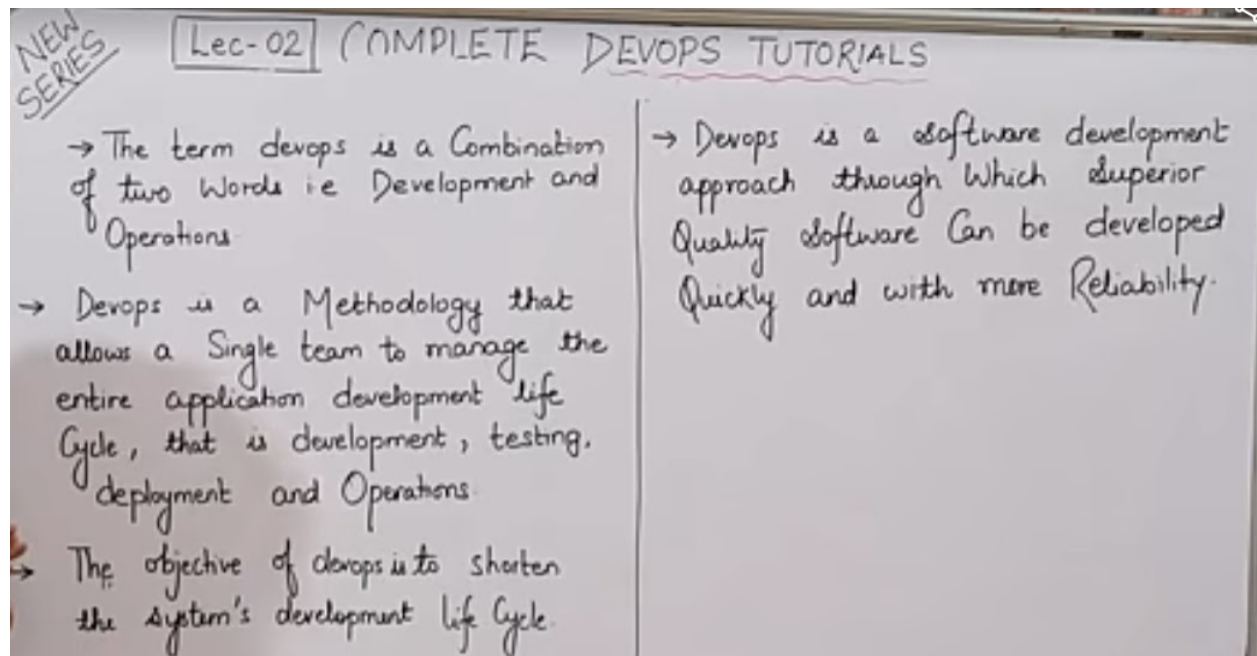 NEW
SERIES
Lec-02 COMPLETE DEVOPS TUTORIALS
→ The term devops is a Combination
of two Words i.e Development and
Operations.
→ Devops is a Methodology that
allows a Single team to manage the
entire application development life
Cycle, that is development, testing,
deployment and Operations.
→ The objective of devops is to shorten
the system's development life Cycle.
→ Devops is a software development
approach through Which Superior
Quality software Can be developed
Quickly and with more Reliability.